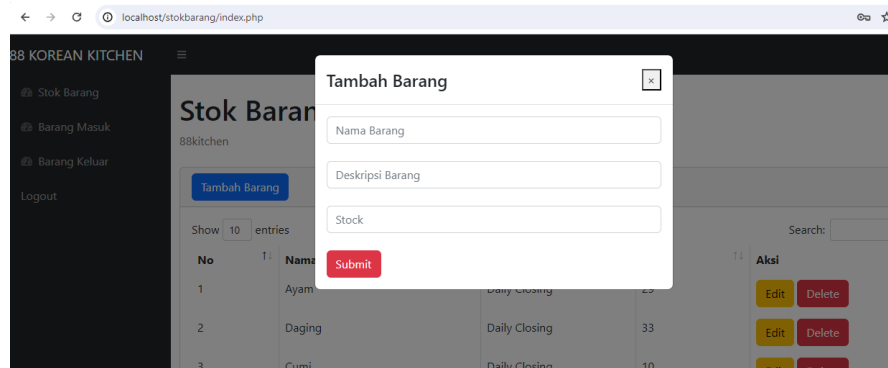 localhost/stokbarang/index.php
88 KOREAN KITCHEN
Stok Barang
Barang Masuk
Barang Keluar
Logout
Stok Baran
88kitchen
Tambah Barang
Tambah Barang
×
Nama Barang
Deskripsi Barang
Stock
Submit
Show 10 entries
Search:
No Nama Aksi
1 Ayam Daily Closing 29 Edit Delete
2 Daging Daily Closing 33 Edit Delete
3 Cumi Daily Closing 10